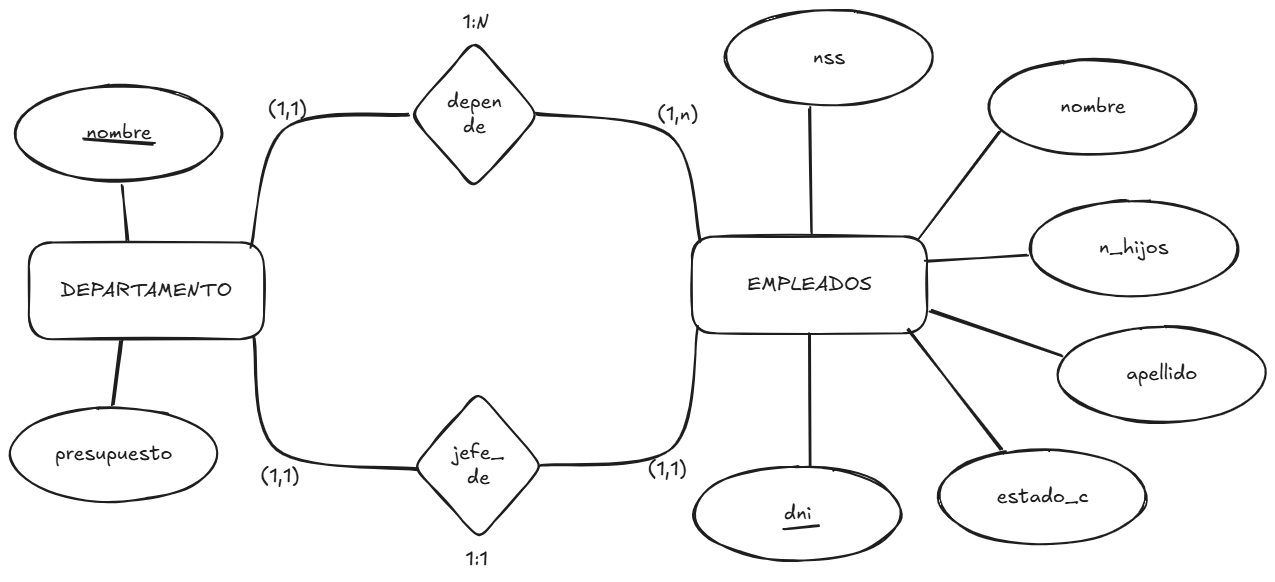 1:N
nss
(1,1)
depen
de
(1,n)
nombre
nombre
n_hijos
DEPARTAMENTO
EMPLEADOS
apellido
presupuesto
(1,1)
jefe_
de
(1,1)
estado_c
dni
1:1